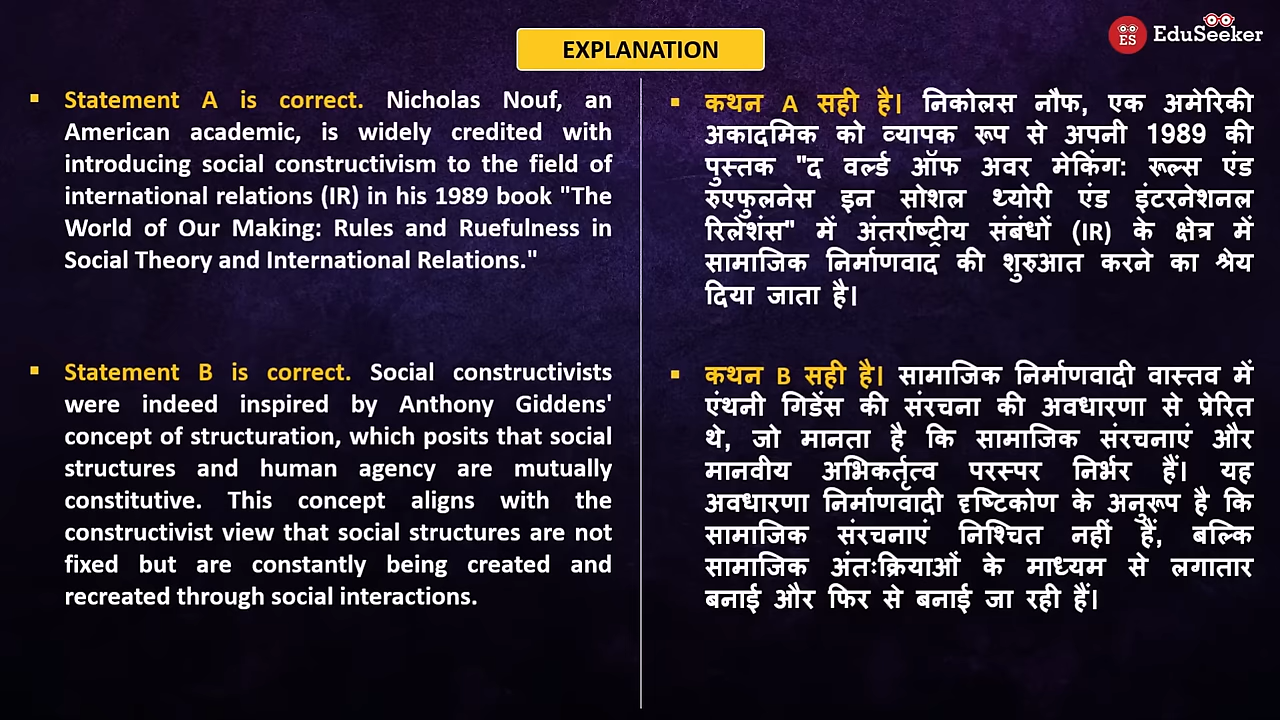 EXPLANATION
ES EduSeeker
▪ Statement A is correct. Nicholas Nouf, an
American academic, is widely credited with
introducing social constructivism to the field of
international relations (IR) in his 1989 book "The
World of Our Making: Rules and Ruefulness in
Social Theory and International Relations."
▪ Statement B is correct. Social constructivists
were indeed inspired by Anthony Giddens'
concept of structuration, which posits that social
structures and human agency are mutually
constitutive. This concept aligns with the
constructivist view that social structures are not
fixed but are constantly being created and
recreated through social interactions.
▪ कथन A सही है। निकोलस नौफ, एक अमेरिकी
अकादमिक को व्यापक रूप से अपनी 1989 की
पुस्तक "द वर्ल्ड ऑफ अवर मेकिंग: रूल्स एंड
रुएफुलनेस इन सोशल थ्योरी एंड इंटरनेशनल
रिलेशंस" में अंतर्राष्ट्रीय संबंधों (IR) के क्षेत्र में
सामाजिक निर्माणवाद की शुरुआत करने का श्रेय
दिया जाता है।
▪ कथन B सही है। सामाजिक निर्माणवादी वास्तव में
एंथनी गिडेंस की संरचना की अवधारणा से प्रेरित
थे, जो मानता है कि सामाजिक संरचनाएं और
मानवीय अभिकर्तृत्व परस्पर निर्भर हैं। यह
अवधारणा निर्माणवादी दृष्टिकोण के अनुरूप है कि
सामाजिक संरचनाएं निश्चित नहीं हैं, बल्कि
सामाजिक अंतःक्रियाओं के माध्यम से लगातार
बनाई और फिर से बनाई जा रही हैं।